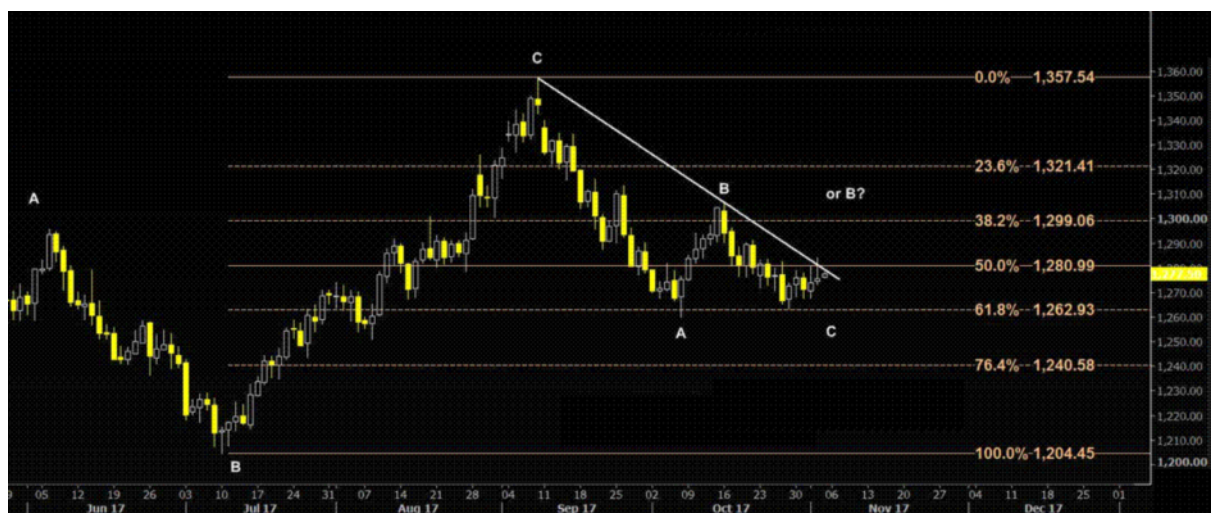 C
0.0% 1,357.54
1,360.00
1,350.00
1,340.00
1,330.00
23.6% 1,321.41
1,320.00
A
B
or B?
1,310.00
38.2% 1,299.06
1,300.00
1,290.00
50.0% 1,280.99
1,277.50
1,270.00
61.8% 1,262.93
1,260.00
A
C
1,250.00
76.4% 1,240.58
1,240.00
1,230.00
1,220.00
1,210.00
B
100.0% 1,204.45
1,200.00
9 05 12 19 26 03 10 17 24 31 07 14 21 28 04 11 18 25 02 09 16 23 30 06 13 20 27 04 11 18 25 01
Jun 17 Jul 17 Aug 17 Sep 17 Oct 17 Nov 17 Dec 17